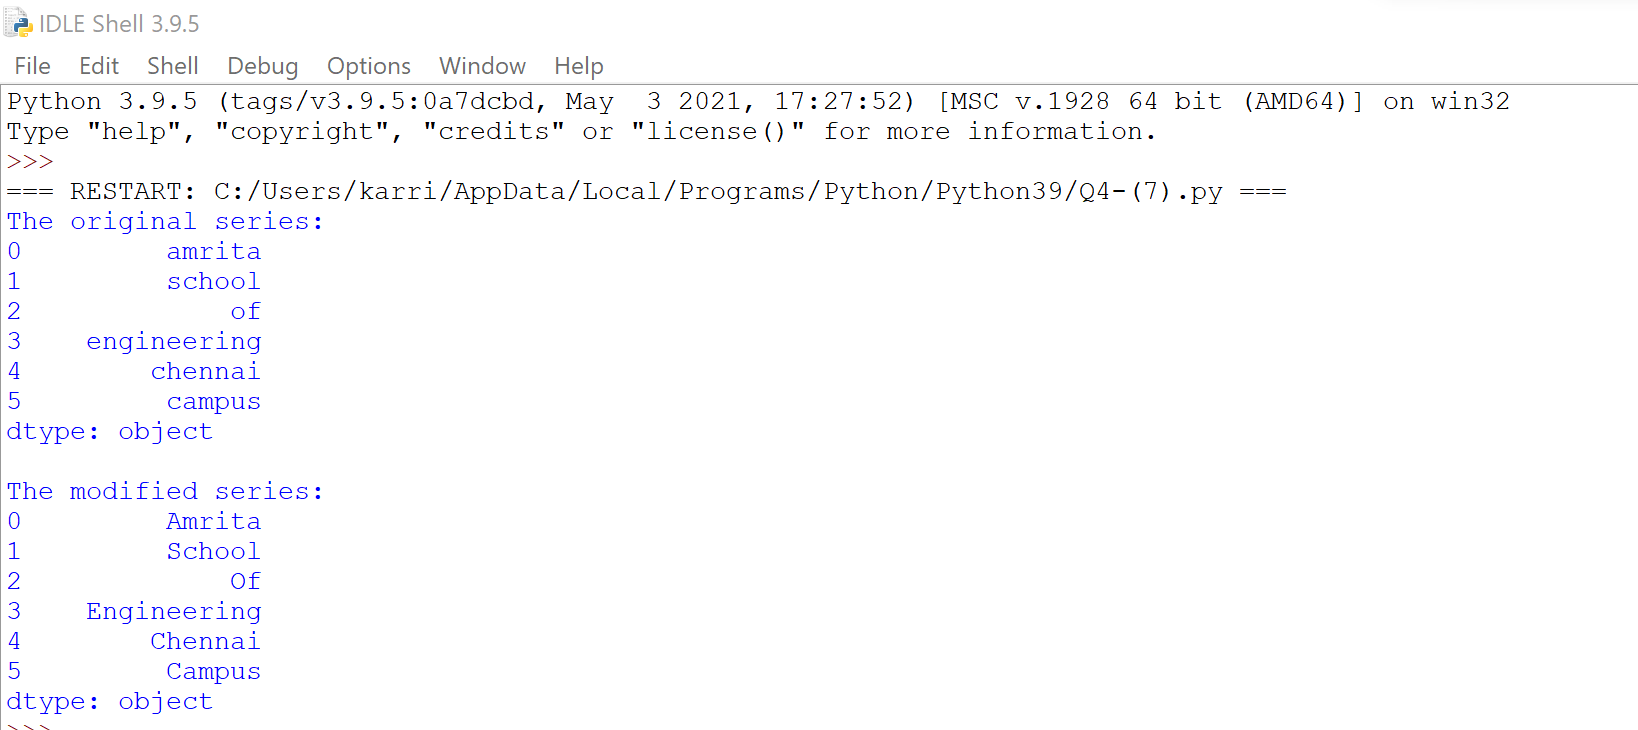 IDLE Shell 3.9.5
File Edit Shell Debug Options Window Help
Python 3.9.5 (tags/v3.9.5:0a7dcbd, May  3 2021, 17:27:52) [MSC v.1928 64 bit (AMD64)] on win32
Type "help", "copyright", "credits" or "license()" for more information.
>>>
=== RESTART: C:/Users/karri/AppData/Local/Programs/Python/Python39/Q4-(7).py ===
The original series:
0         amrita
1         school
2             of
3    engineering
4        chennai
5         campus
dtype: object

The modified series:
0         Amrita
1         School
2             Of
3    Engineering
4        Chennai
5         Campus
dtype: object
>>>